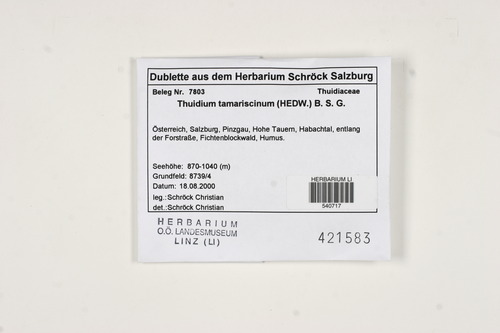 Dublette aus dem Herbarium Schröck Salzburg
Beleg Nr. 7803 Thuidiaceae
Thuidium tamariscinum (HEDW.) B. S. G.
Österreich, Salzburg, Pinzgau, Hohe Tauern, Habachtal, entlang
der Forstraße, Fichtenblockwald, Humus.
Seehöhe: 870-1040 (m)
Grundfeld: 8739/4
Datum: 18.08.2000
leg.:Schröck Christian
det.:Schröck Christian
HERBARIUM LI
540717
HERBARIUM
O.Ö. LANDESMUSEUM
LINZ (LI)
421583